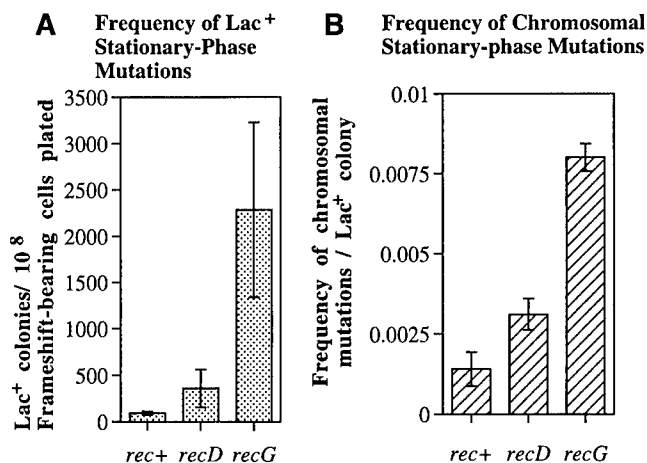 A
Frequency of Lac⁺
Stationary-Phase
Mutations
3500
3000
2500
2000
1500
1000
500
0
Lac⁺ colonies/ 10⁸
Frameshift-bearing cells plated
rec+ recD recG
B
Frequency of Chromosomal
Stationary-phase Mutations
0.01
0.0075
0.005
0.0025
0
Frequency of chromosomal
mutations / Lac⁺ colony
rec+ recD recG